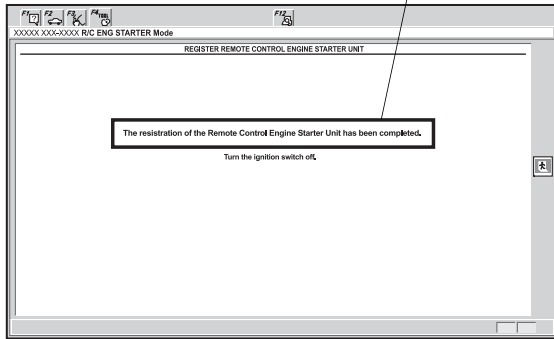 F1 F2 F3 F4 TOOL F12
XXXXX XXX-XXXX R/C ENG STARTER Mode
REGISTER REMOTE CONTROL ENGINE STARTER UNIT
The resistration of the Remote Control Engine Starter Unit has been completed.
Turn the ignition switch off.